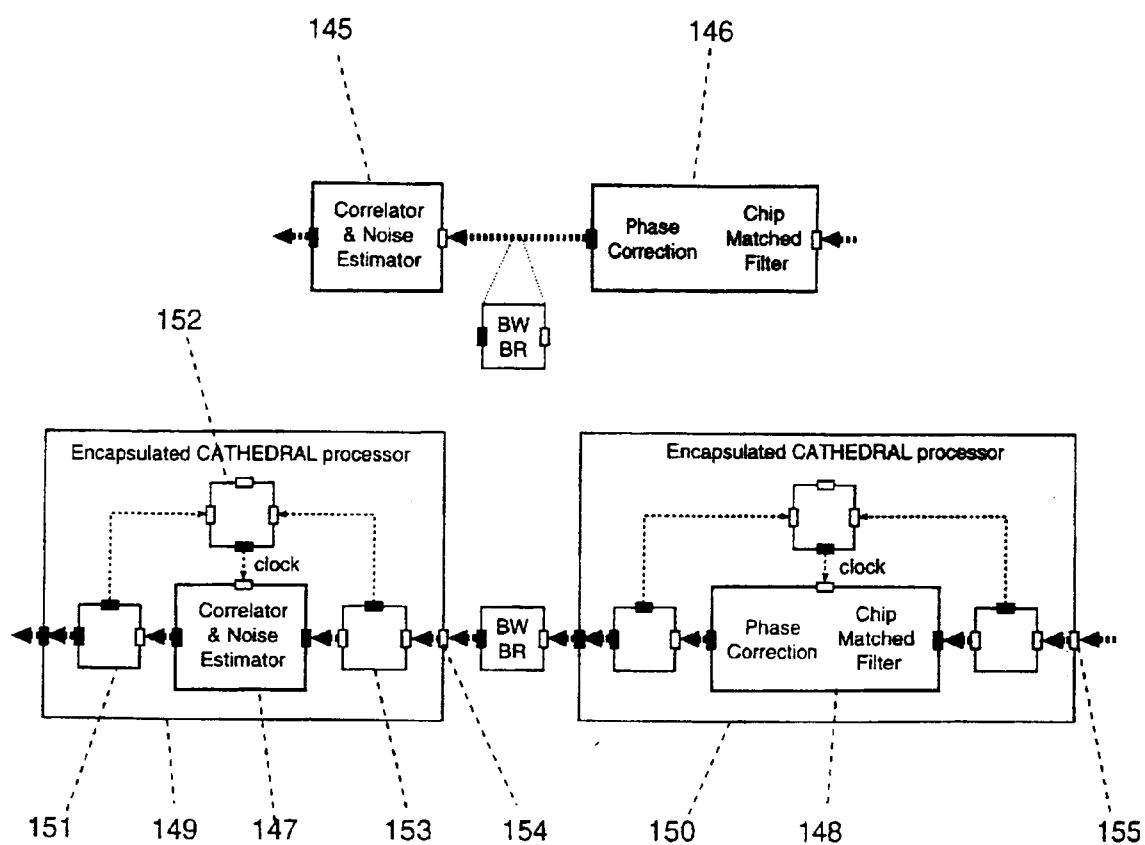 145
146
Correlator
& Noise
Estimator
Phase
Correction
Chip
Matched
Filter
BW
BR
152
Encapsulated CATHEDRAL processor
clock
Correlator
& Noise
Estimator
BW
BR
Encapsulated CATHEDRAL processor
clock
Phase
Correction
Chip
Matched
Filter
151
149
147
153
154
150
148
155